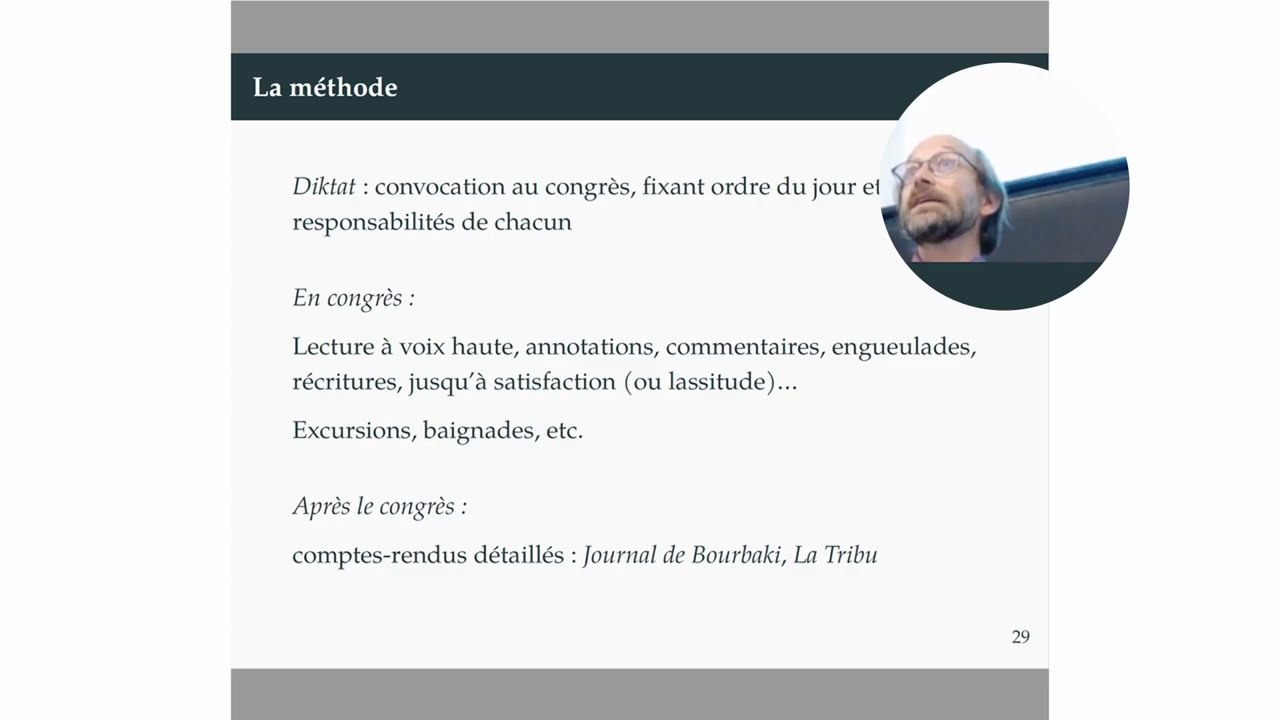 La méthode
Diktat : convocation au congrès, fixant ordre du jour et
responsabilités de chacun
En congrès :
Lecture à voix haute, annotations, commentaires, engueulades,
récritures, jusqu'à satisfaction (ou lassitude)...
Excursions, baignades, etc.
Après le congrès :
comptes-rendus détaillés : Journal de Bourbaki, La Tribu
29